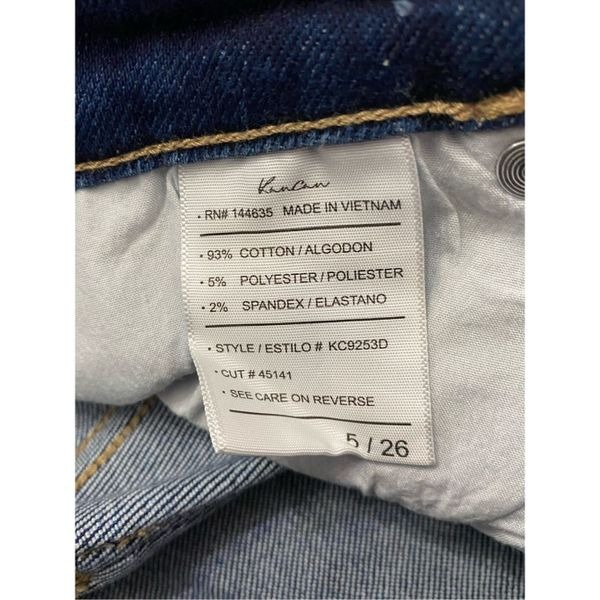 KanCan
• RN# 144635 MADE IN VIETNAM
• 93% COTTON / ALGODON
• 5% POLYESTER / POLIESTER
• 2% SPANDEX / ELASTANO
• STYLE / ESTILO # KC9253D
• CUT # 45141
• SEE CARE ON REVERSE
5 / 26